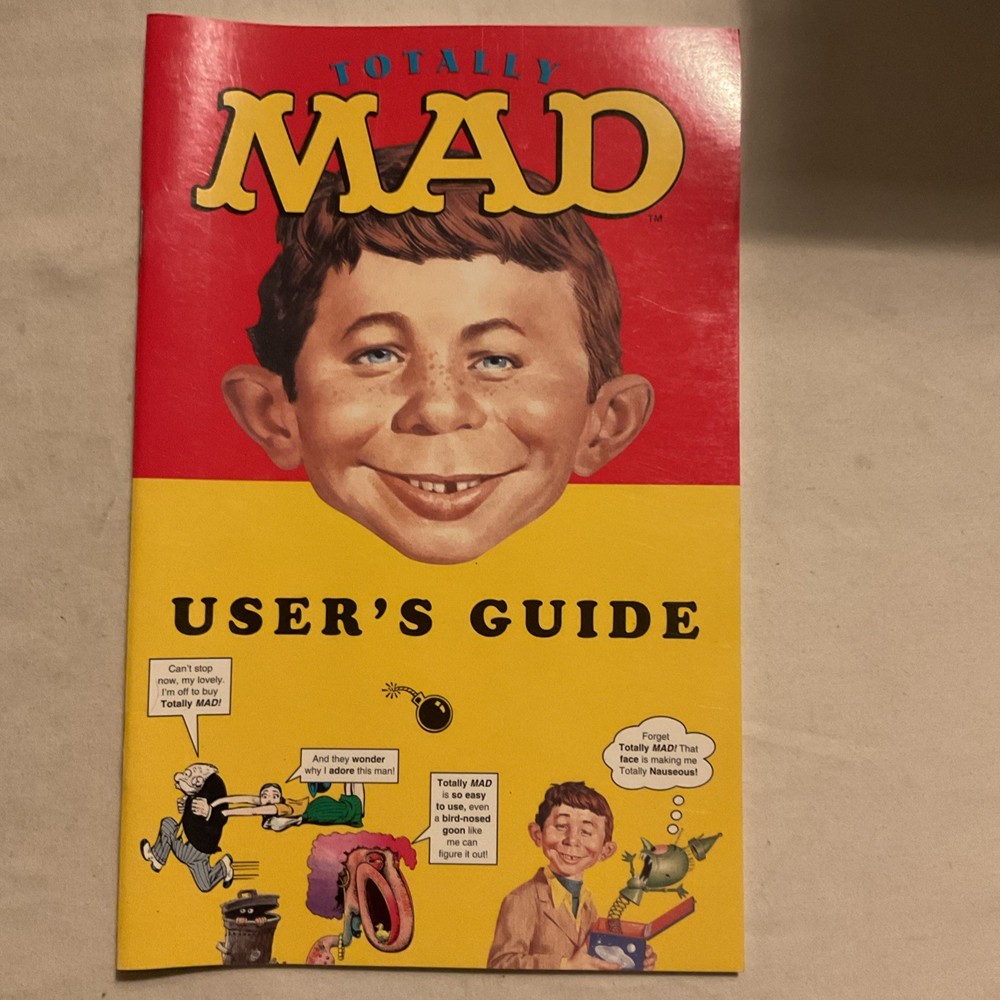 TOTALLY
MAD
TM
USER'S GUIDE
Can't stop
now, my lovely.
I'm off to buy
Totally MAD!
And they wonder
why I adore this man!
Totally MAD
is so easy
to use, even
a bird-nosed
goon like
me can
figure it out!
Forget
Totally MAD! That
face is making me
Totally Nauseous!